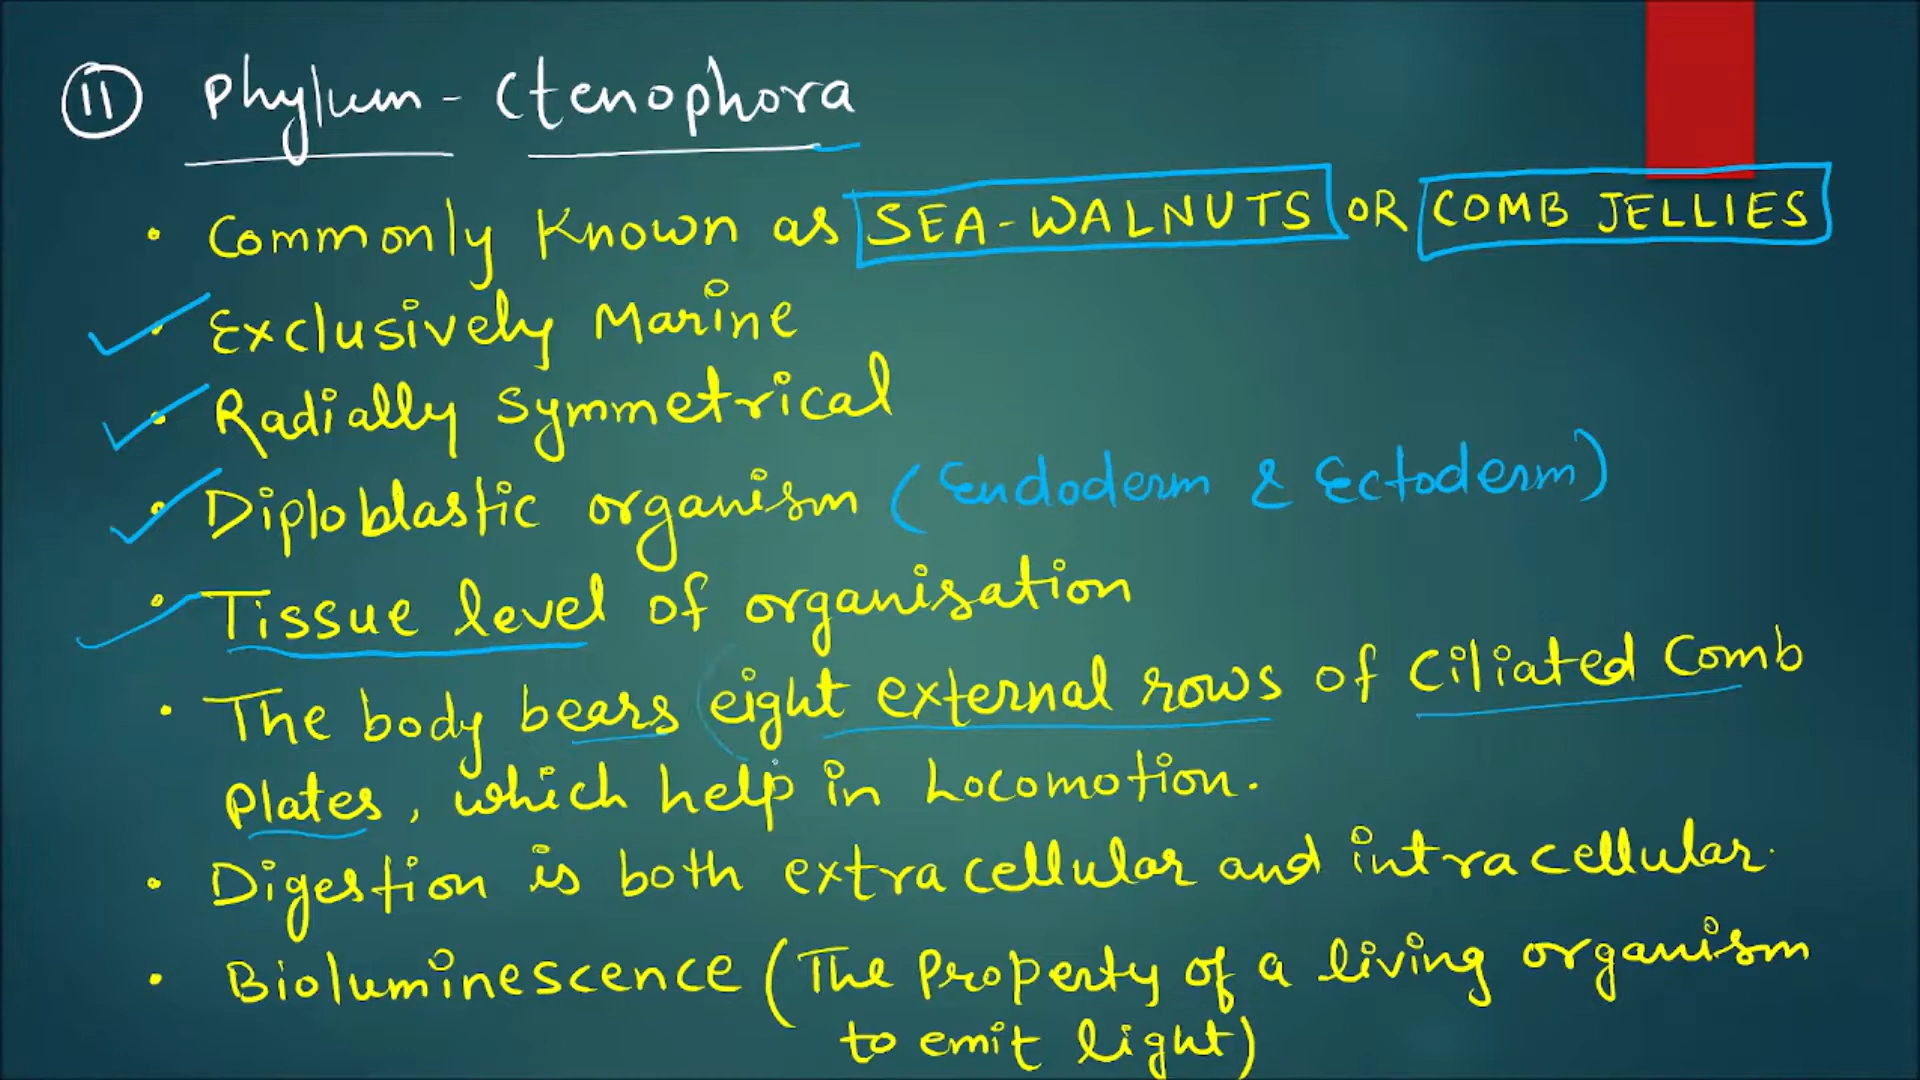 11 Phylum - Ctenophora
• Commonly Known as SEA-WALNUTS OR COMB JELLIES
• Exclusively Marine
• Radially symmetrical
• Diploblastic organism (Endoderm & Ectoderm)
• Tissue level of organisation
• The body bears eight external rows of Ciliated Comb
Plates, which help in Locomotion.
• Digestion is both extracellular and intracellular.
• Bioluminescence (The Property of a living organism
to emit light)